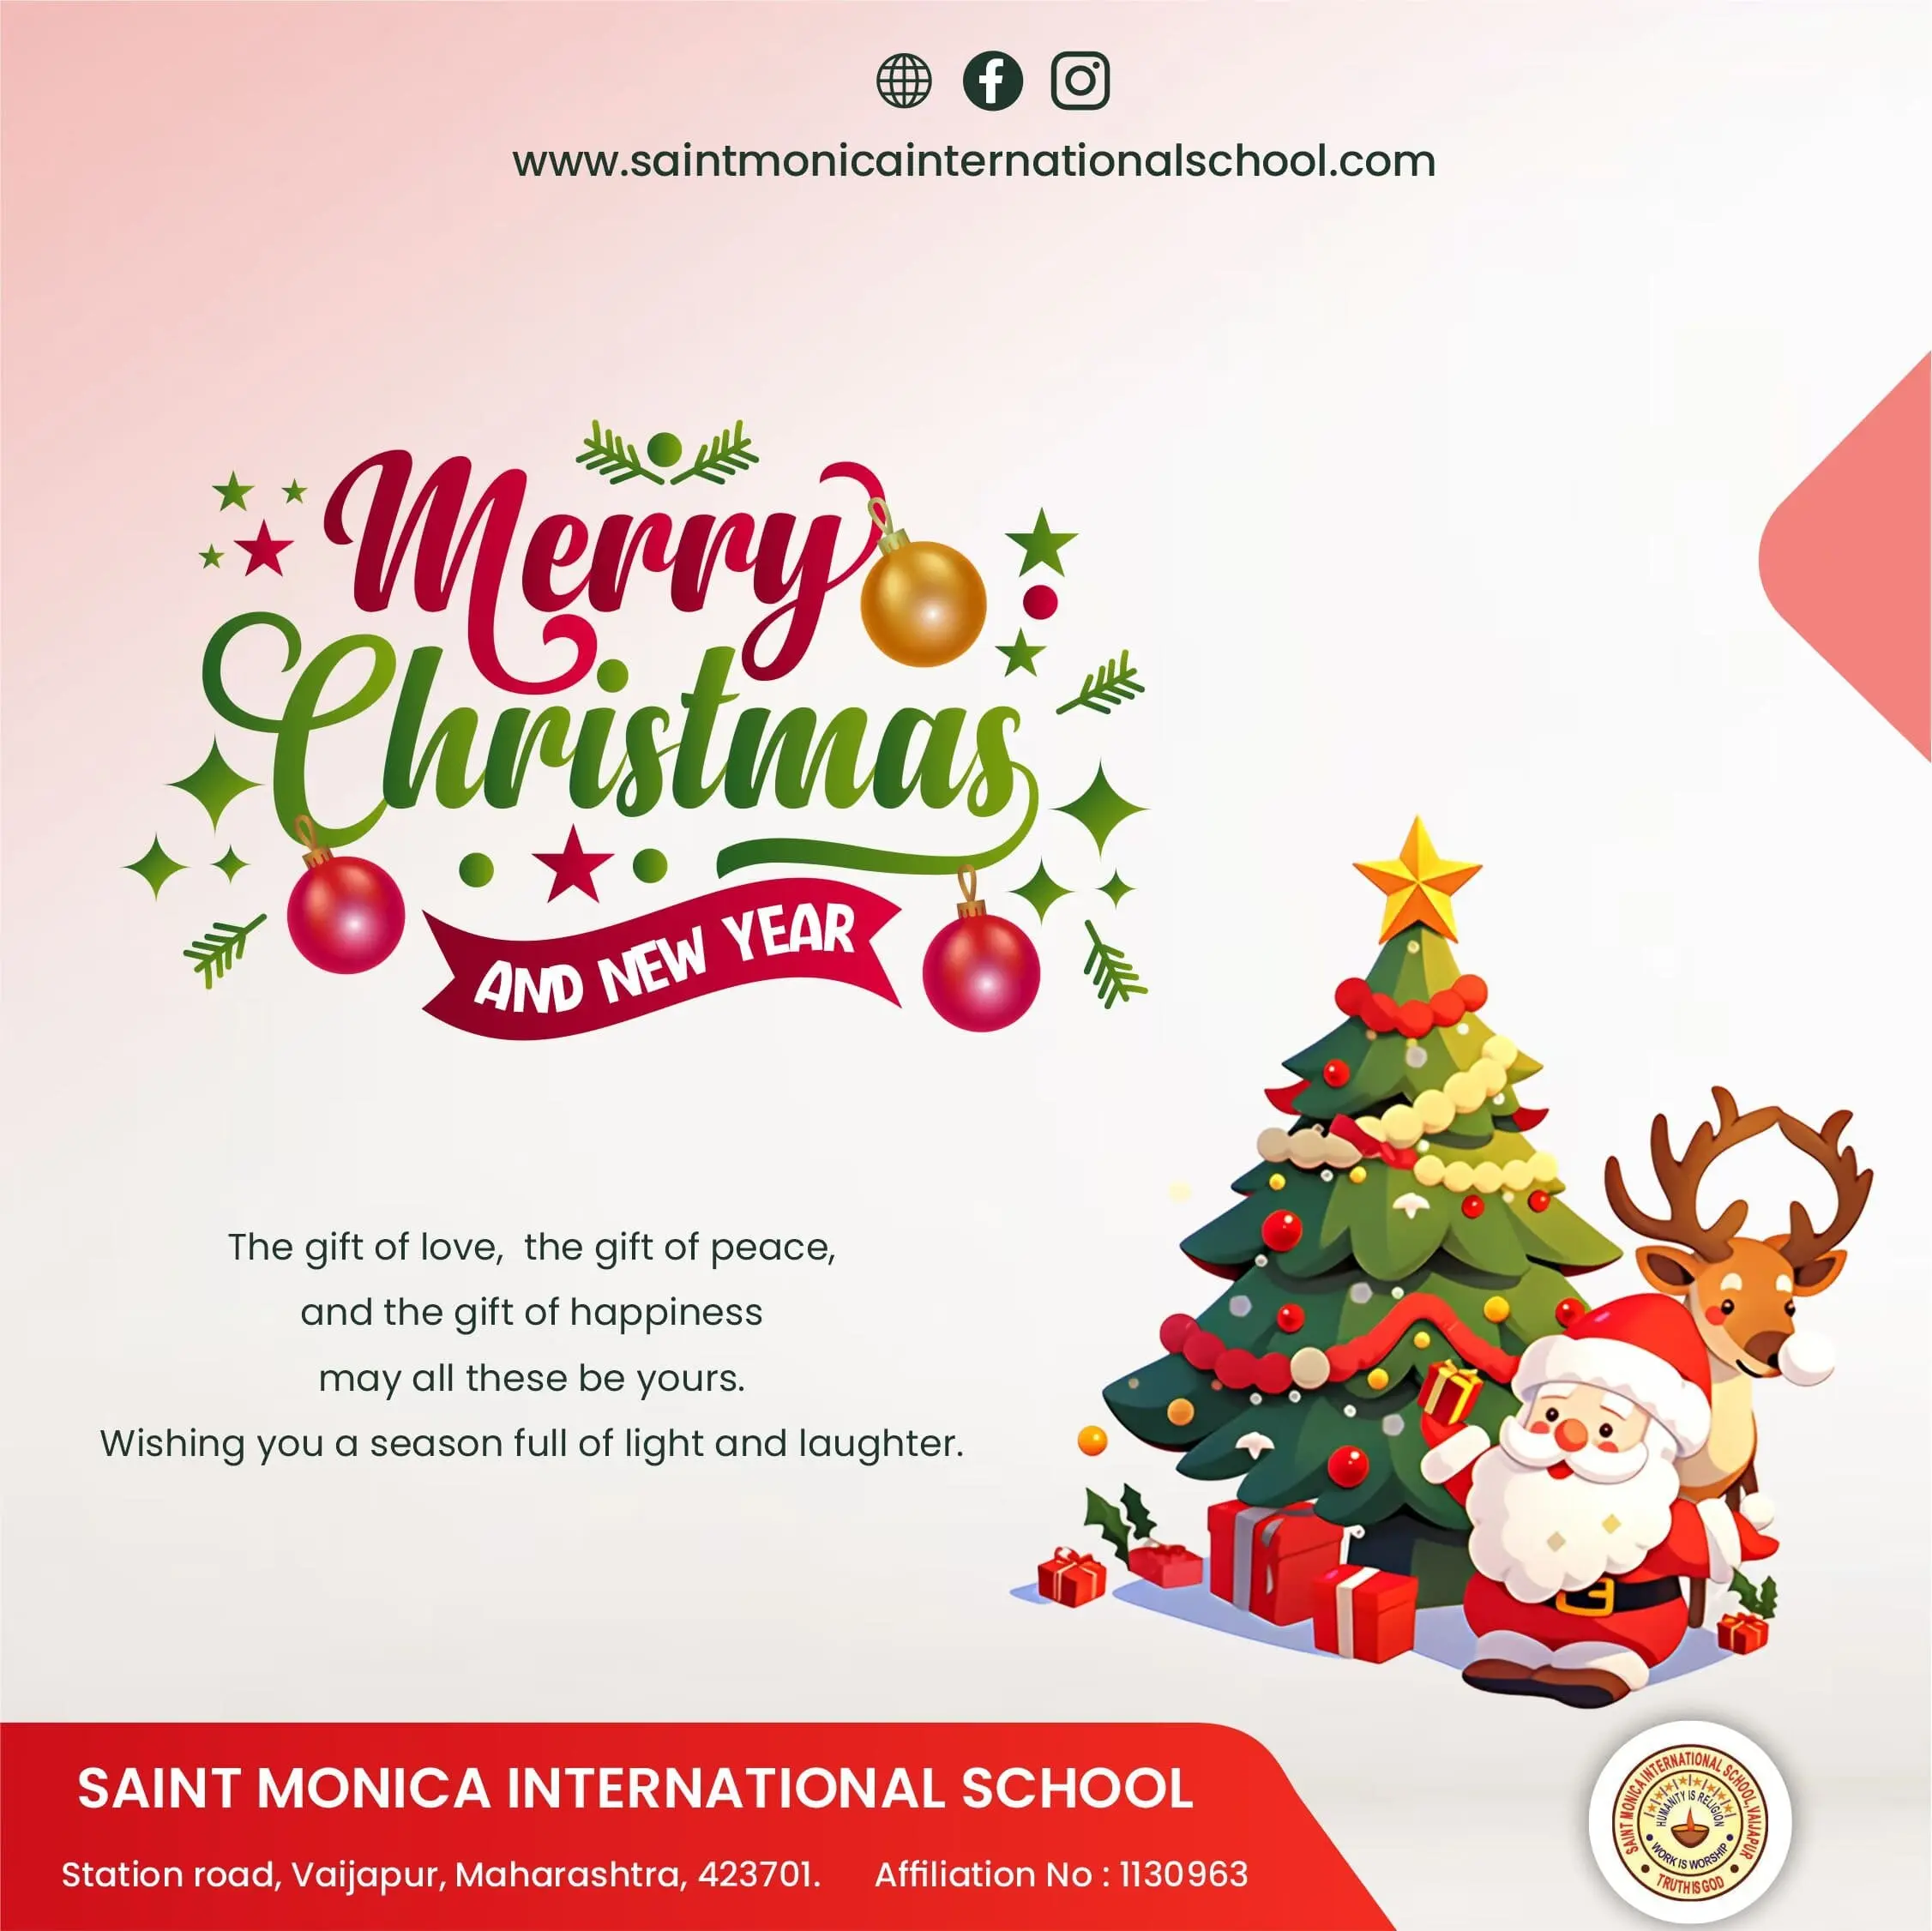 www.saintmonicainternationalschool.com
Merry
Christmas
AND NEW YEAR
The gift of love,  the gift of peace,
and the gift of happiness
may all these be yours.
Wishing you a season full of light and laughter.
SAINT MONICA INTERNATIONAL SCHOOL
Station road, Vaijapur, Maharashtra, 423701.
Affiliation No : 1130963
SAINT MONICA INTERNATIONAL SCHOOL, VAIJAPUR
HUMANITY IS RELIGION
WORK IS WORSHIP
TRUTH IS GOD